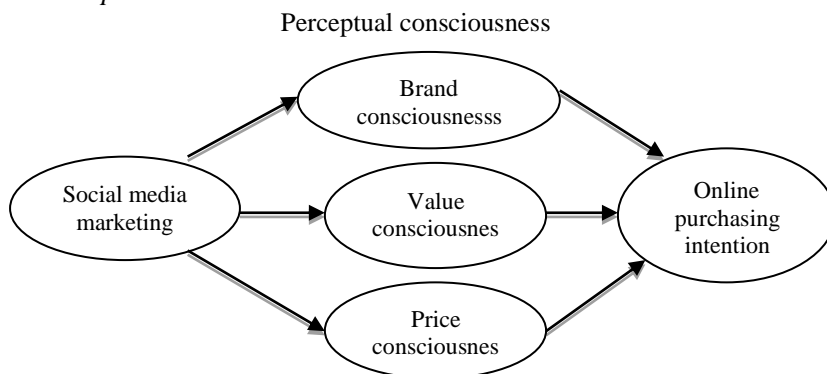 Perceptual consciousness
Brand
consciousnesss
Social media
marketing
Value
consciousnes
Online
purchasing
intention
Price
consciousnes